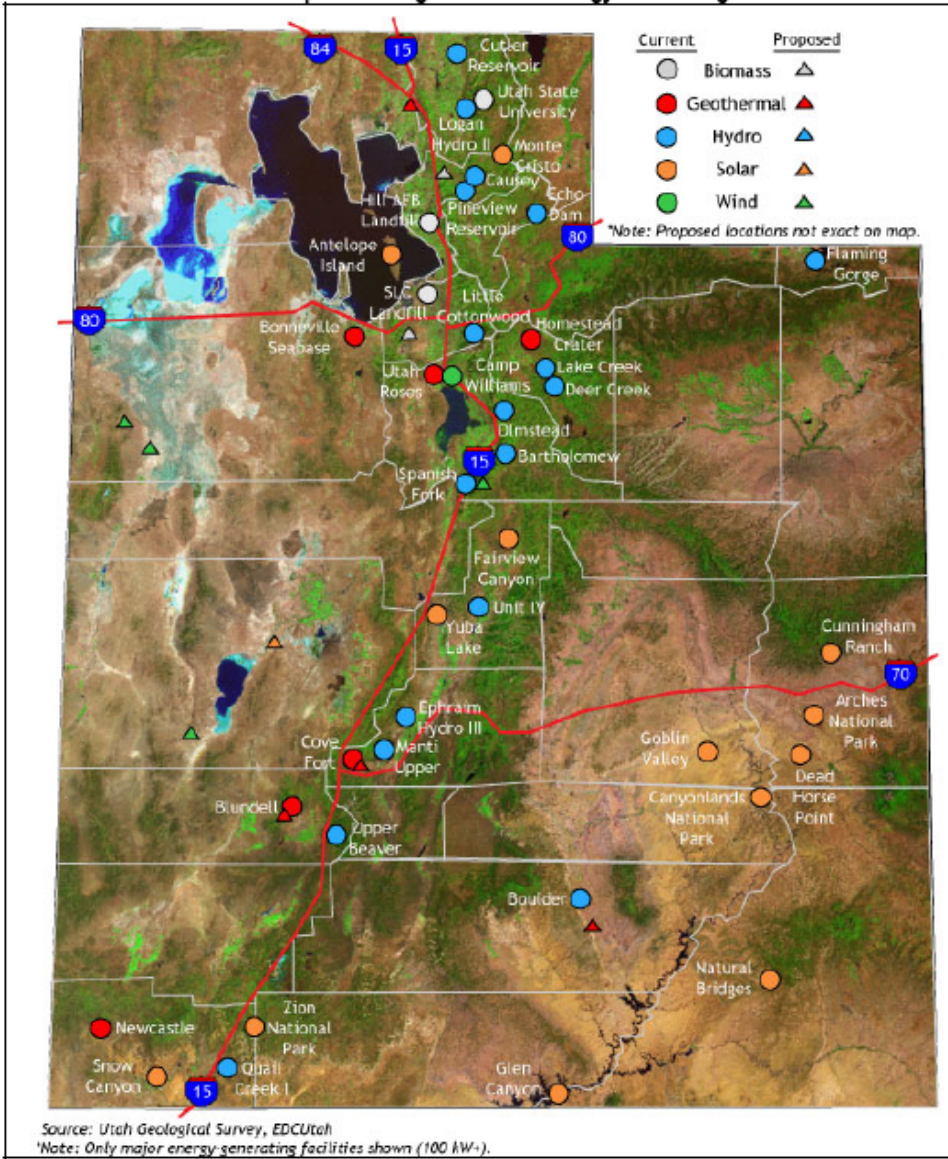 Current Proposed
Biomass
Geothermal
Hydro
Solar
Wind
*Note: Proposed locations not exact on map.
84
15
Cutler
Reservoir
Utah State
University
Logan
Hydro II
Monte
Cristo
Causey
Pineview
Reservoir
Echo
Dam
Hill AFB
Landfill
80
Antelope
Island
Flaming
Gorge
SLC
Landfill
Little
Cottonwood
80
Bonneville
Seabase
Homestead
Crater
Utah
Roses
Camp
Williams
Lake Creek
Deer Creek
Olmstead
15
Bartholomew
Spanish
Fork
Fairview
Canyon
Unit IV
Yuba
Lake
Cunningham
Ranch
70
Ephraim
Hydro III
Arches
National
Park
Cove
Fort
Manti
Upper
Goblin
Valley
Dead
Horse
Point
Canyonlands
National
Park
Blundell
Beaver
Boulder
Natural
Bridges
Newcastle
Zion
National
Park
Snow
Canyon
Quail
Creek I
15
Glen
Canyon
Source: Utah Geological Survey, EDCUtah
*Note: Only major energy-generating facilities shown (100 kW+).